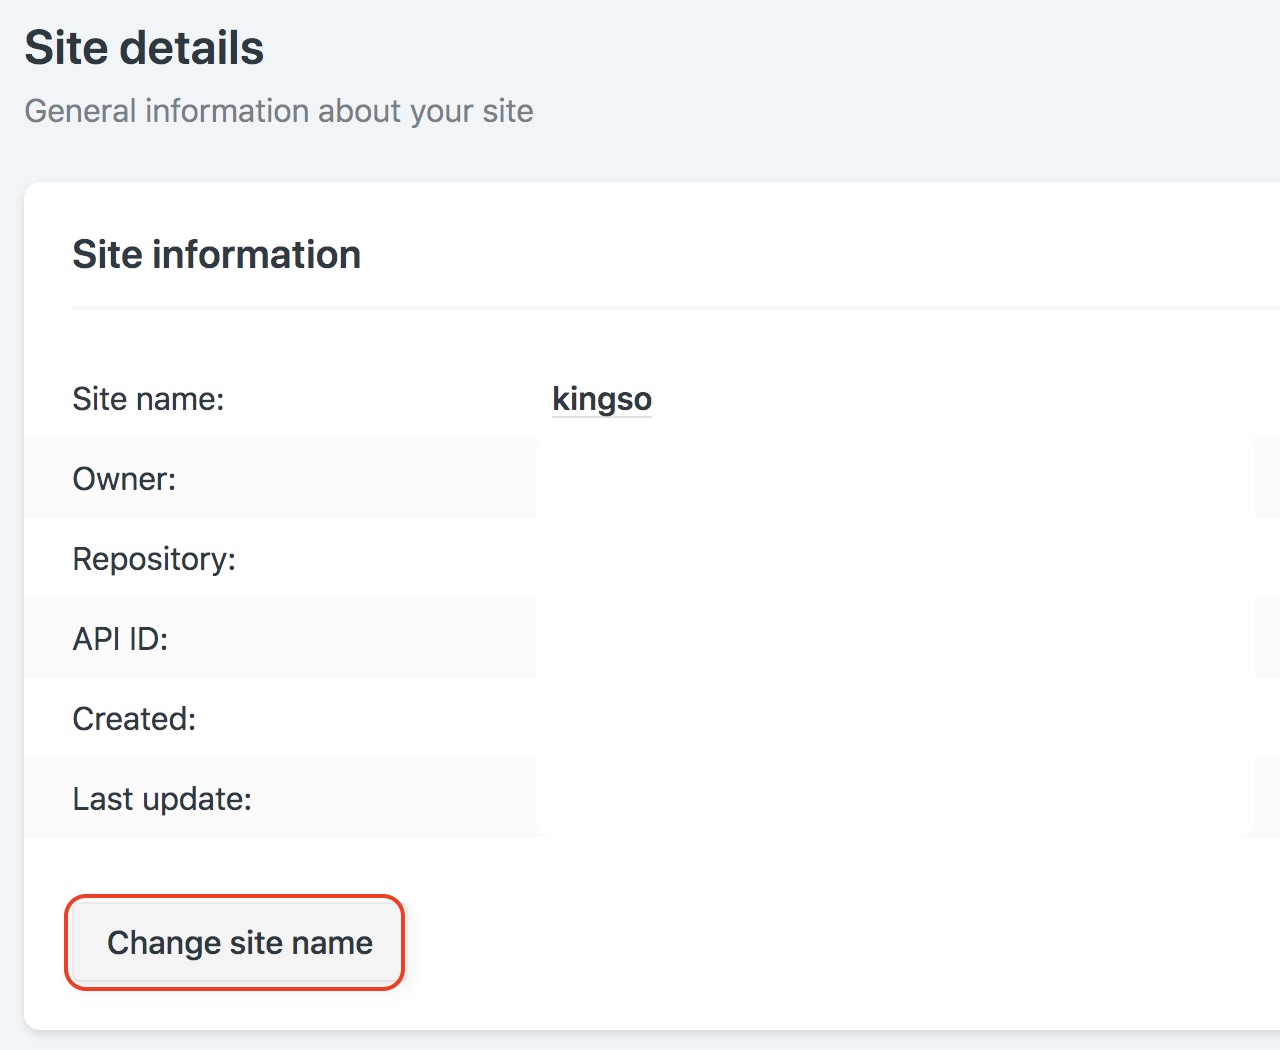 Site details
General information about your site
Site information
Site name: kingso
Owner:
Repository:
API ID:
Created:
Last update:
Change site name